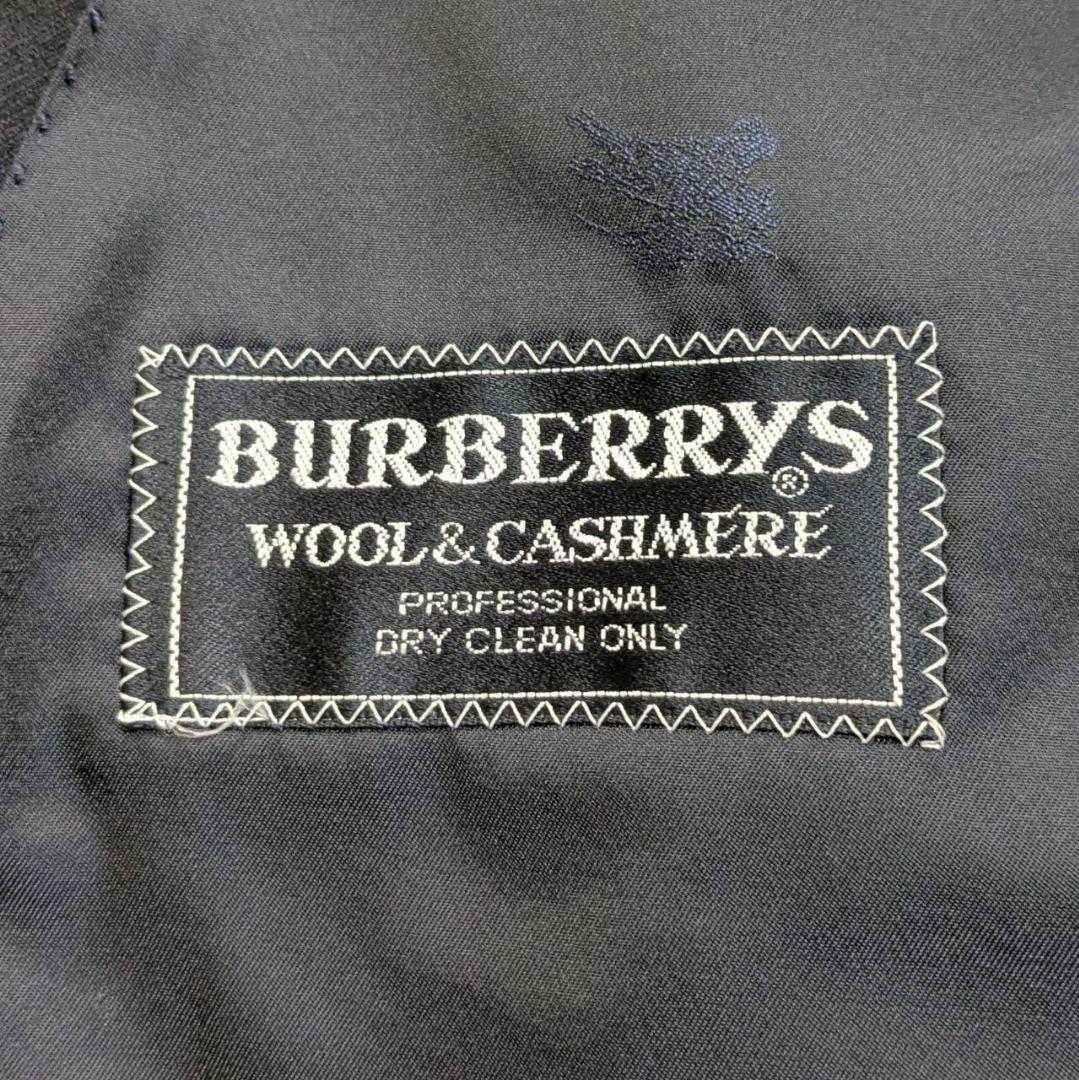 BURBERRYS®
WOOL & CASHMERE
PROFESSIONAL
DRY CLEAN ONLY